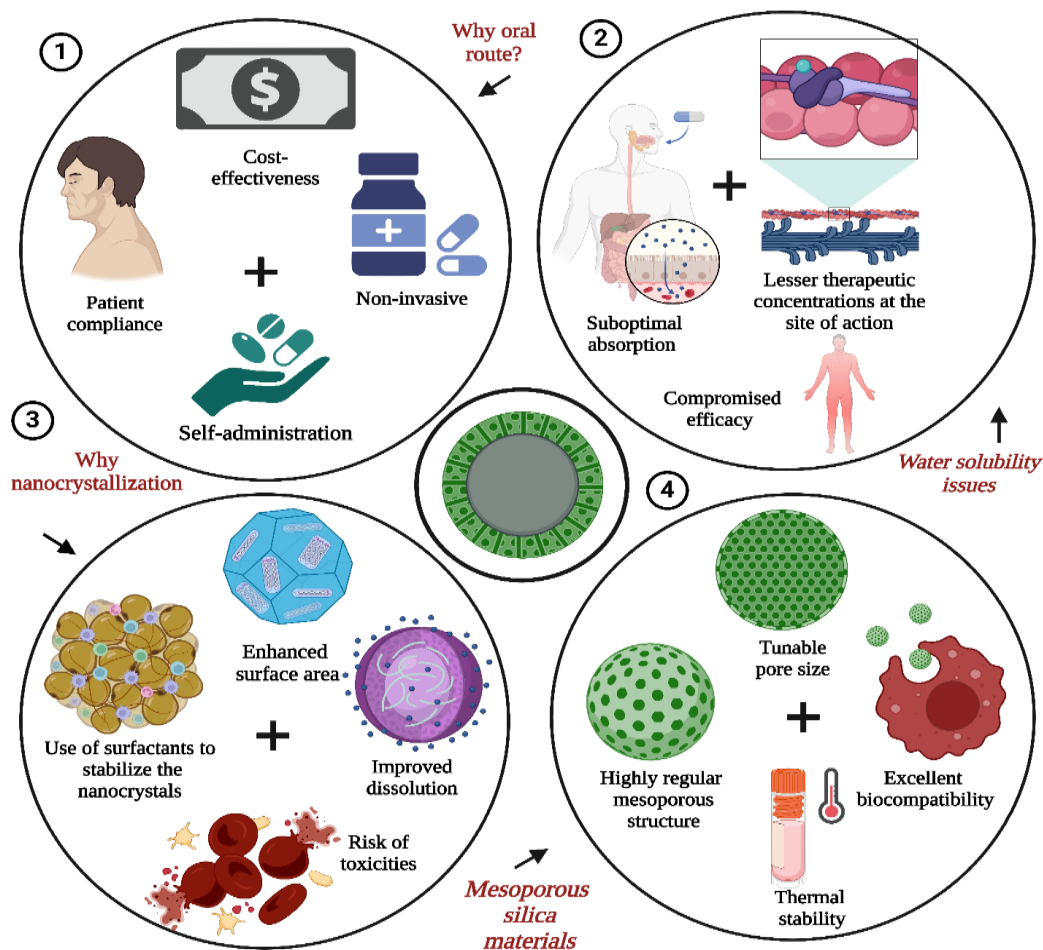 1
Why oral
route?
$
Cost-
effectiveness
Patient
compliance
Non-invasive
Self-administration
2
Suboptimal
absorption
Lesser therapeutic
concentrations at the
site of action
Compromised
efficacy
Water solubility
issues
3
Why
nanocrystallization
Enhanced
surface area
Use of surfactants to
stabilize the
nanocrystals
Improved
dissolution
Risk of
toxicities
Mesoporous
silica
materials
4
Tunable
pore size
Highly regular
mesoporous
structure
Excellent
biocompatibility
Thermal
stability